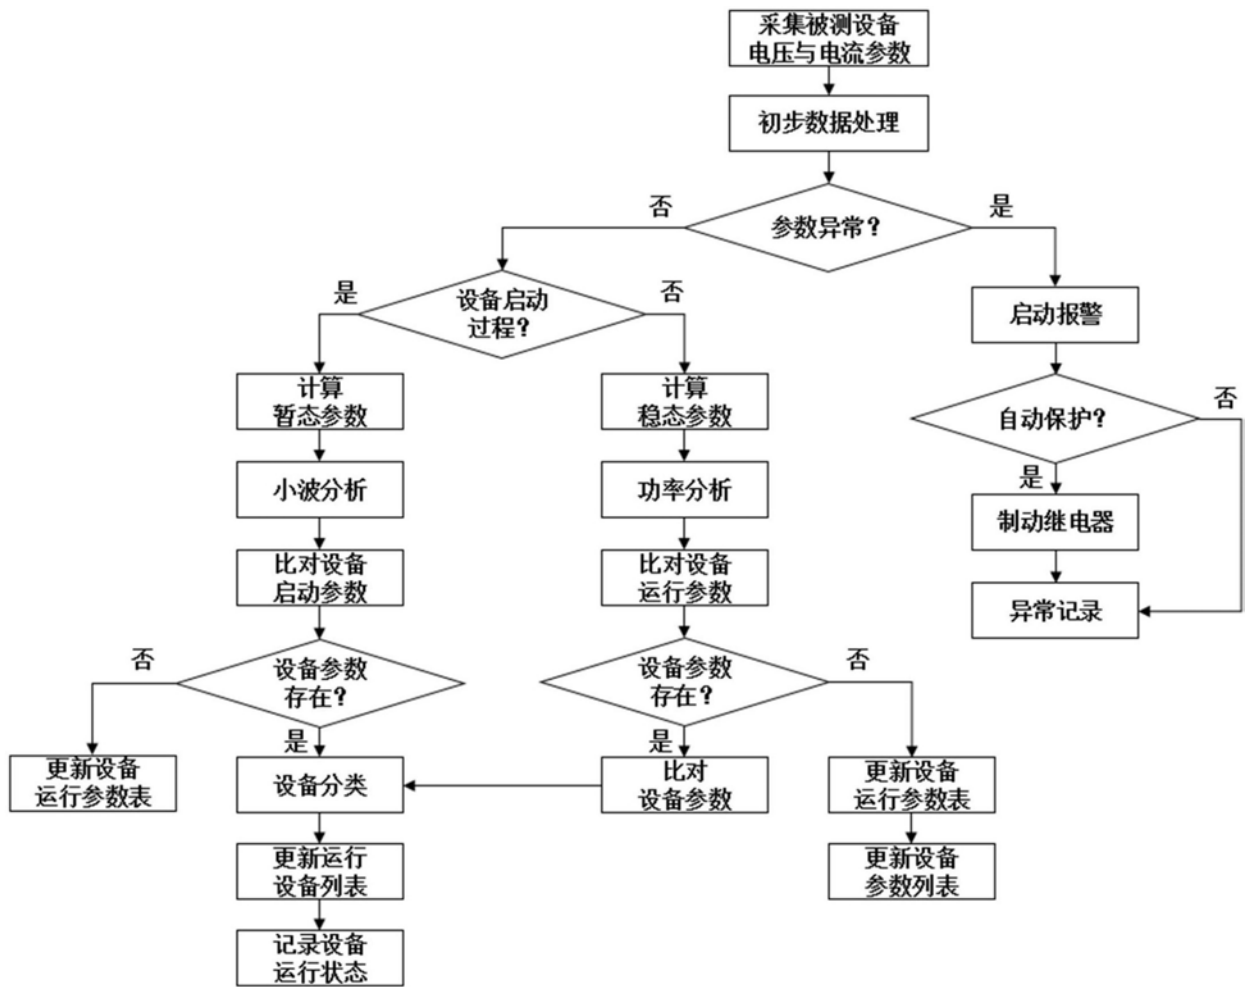 采集被测设备
电压与电流参数
初步数据处理
否
参数异常?
是
是
设备启动
过程?
否
启动报警
计算
暂态参数
计算
稳态参数
自动保护?
否
小波分析
功率分析
是
制动继电器
比对设备
启动参数
比对设备
运行参数
异常记录
否
设备参数
存在?
设备参数
存在?
否
是
是
更新设备
运行参数表
设备分类
比对
设备参数
更新设备
运行参数表
更新运行
设备列表
更新设备
参数列表
记录设备
运行状态